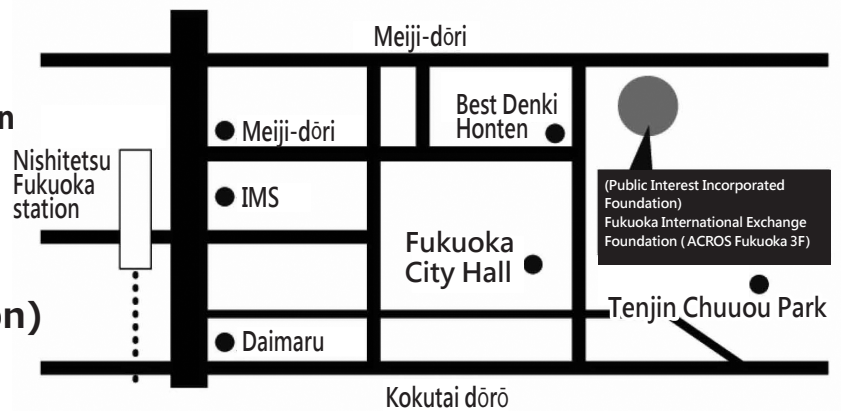 Meiji-dōri
n
Best Denki
Honten
Meiji-dōri
Nishitetsu
Fukuoka
station
IMS
(Public Interest Incorporated
Foundation)
Fukuoka International Exchange
Foundation ( ACROS Fukuoka 3F)
Fukuoka
City Hall
on)
Tenjin Chuuou Park
Daimaru
Kokutai dōrō